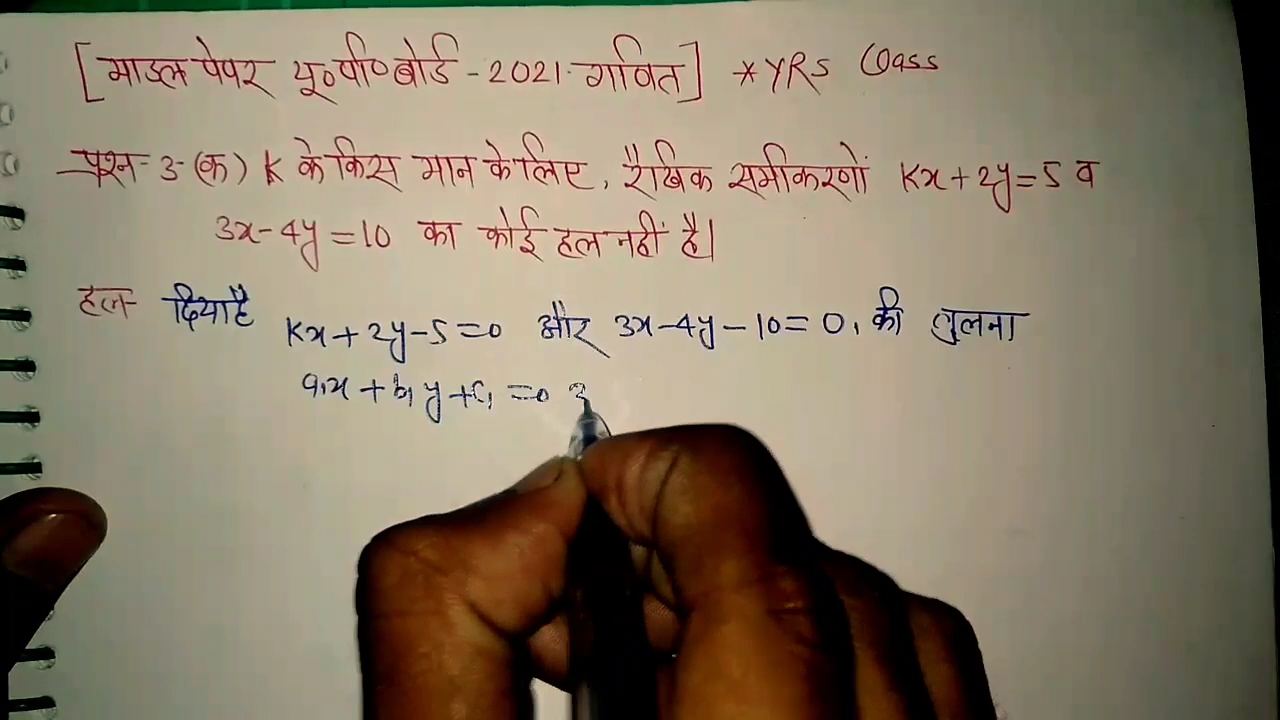 [माडल पेपर यू०पी०बोर्ड - 2021. गणित] *YRS Class
प्रश्न- 3-(क) K के किस मान के लिए, रैखिक समीकरणों Kx+2y=5 व
3x-4y=10 का कोई हल नहीं है।
हल- दिया है Kx+2y-5=0 और 3x-4y-10=0, की तुलना
a₁x+b₁y+c₁=0